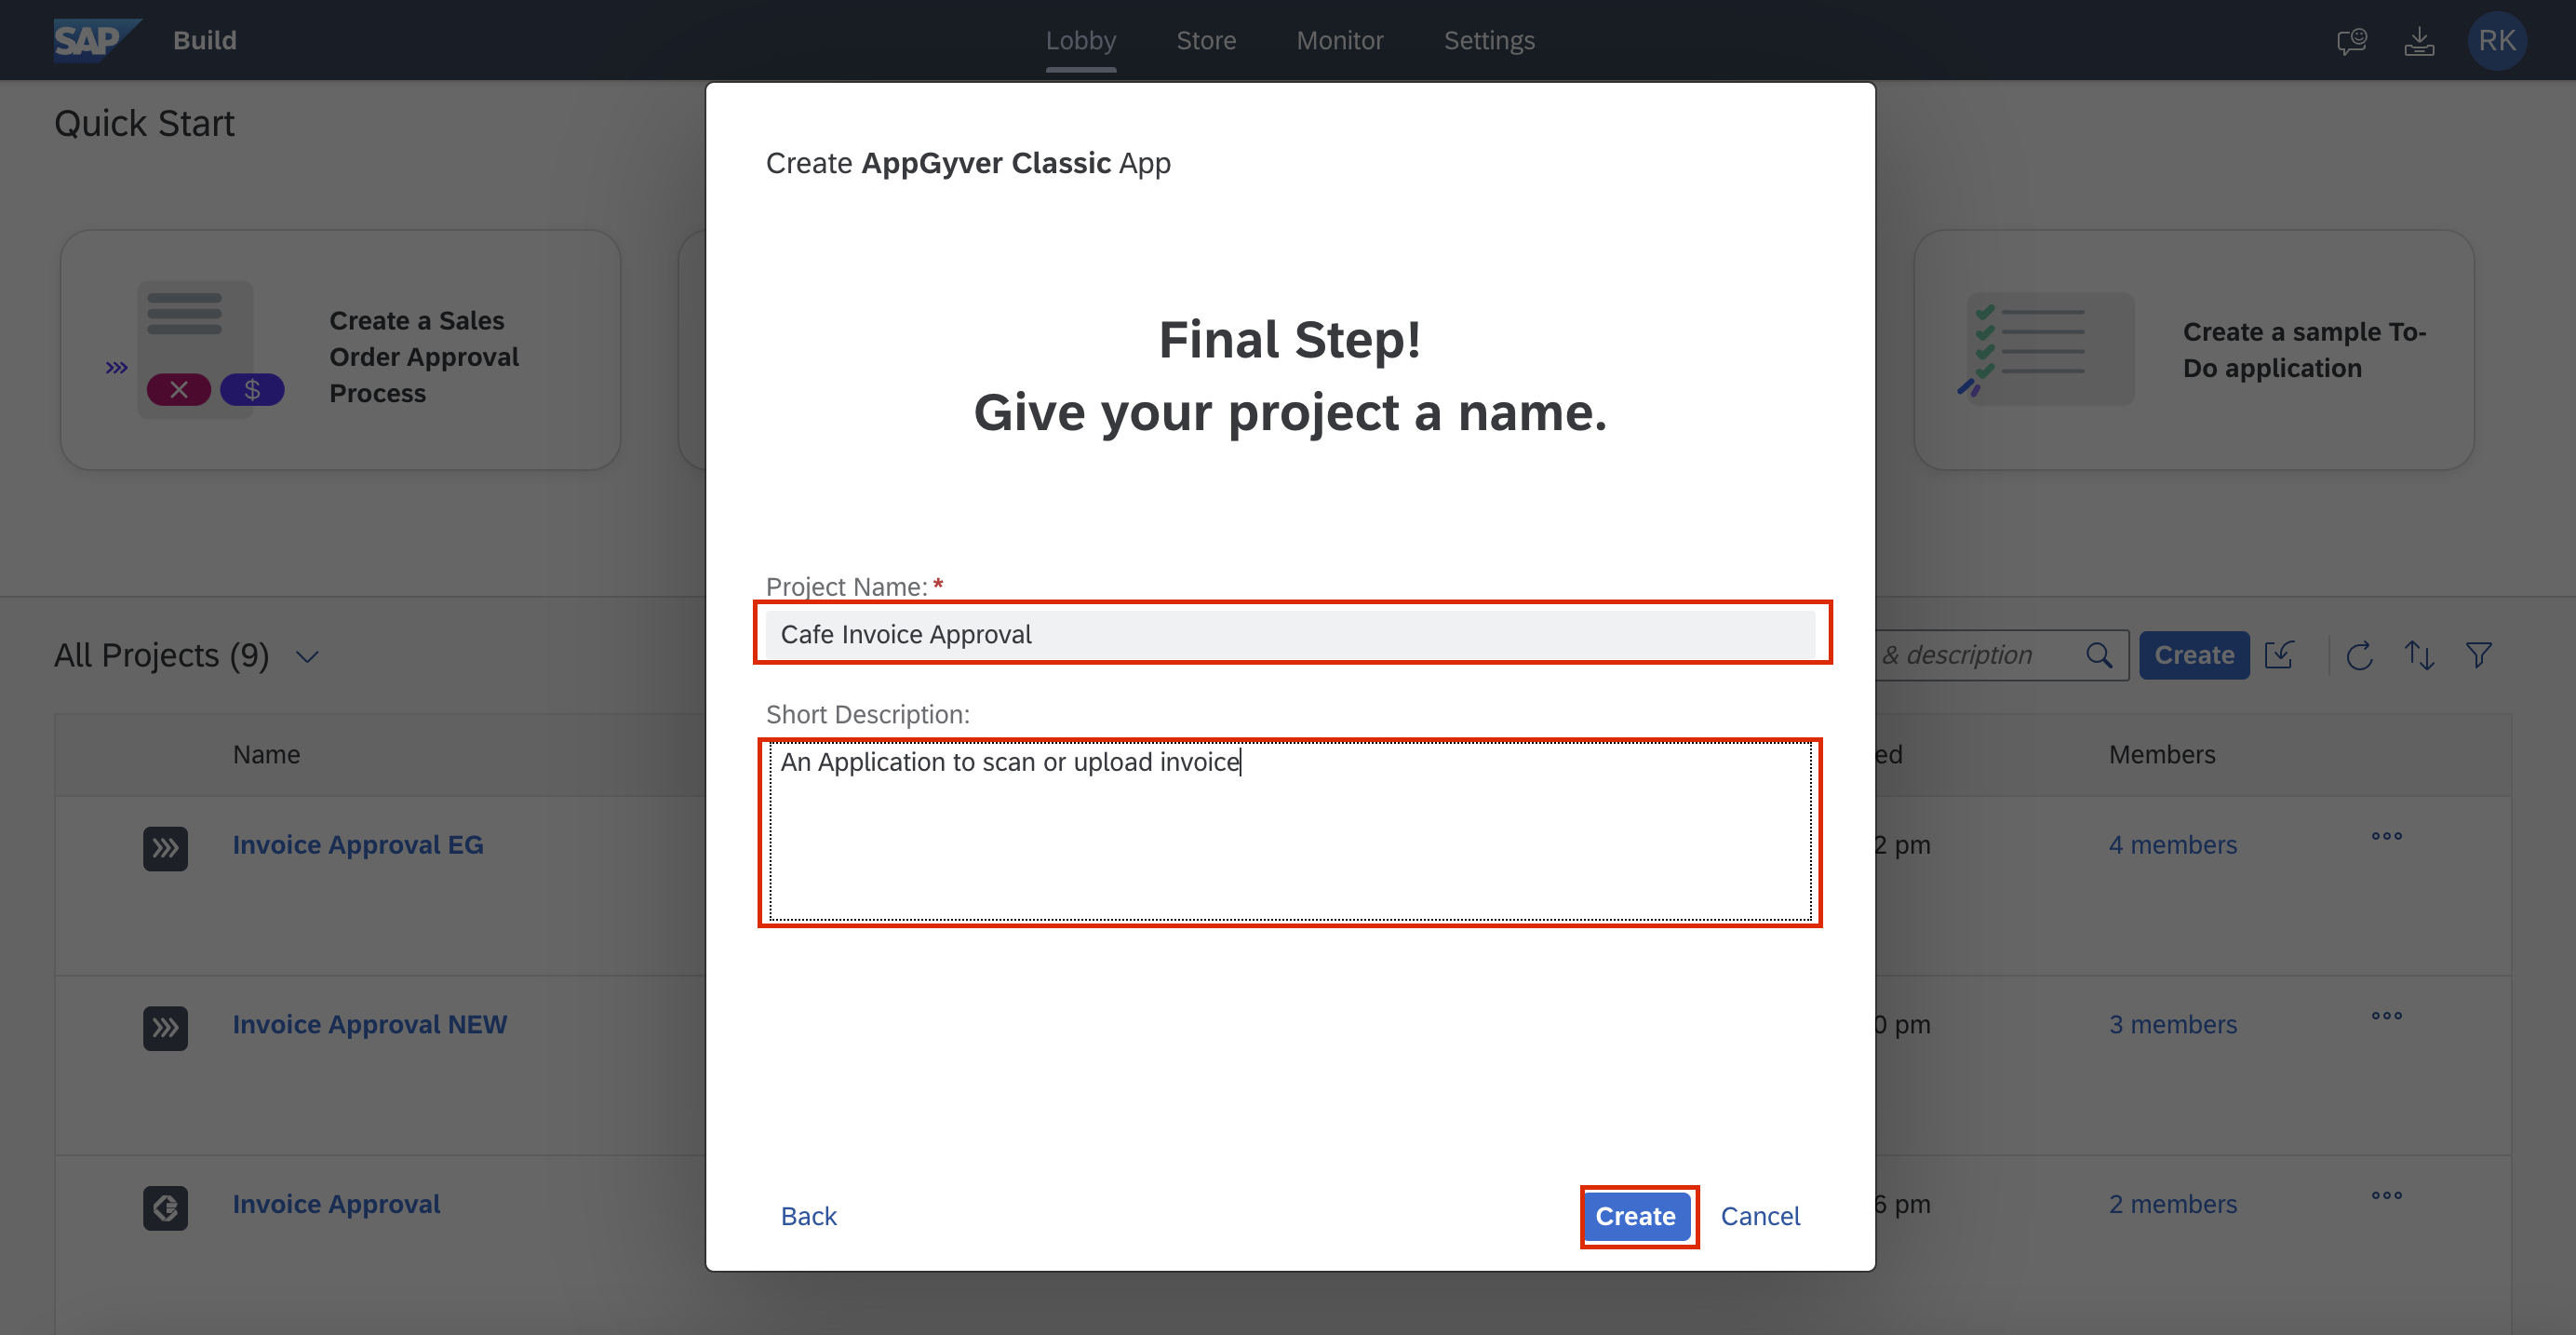 SAP Build
Lobby Store Monitor Settings
RK
Quick Start
Create AppGyver Classic App
Final Step!
Give your project a name.
Create a Sales
Order Approval
Process
$
Create a sample To-
Do application
Project Name: *
Cafe Invoice Approval
All Projects (9)
& description
Create
Short Description:
An Application to scan or upload invoice
Name
ed
Members
Invoice Approval EG
2 pm
4 members
Invoice Approval NEW
0 pm
3 members
Invoice Approval
6 pm
2 members
Back
Create
Cancel